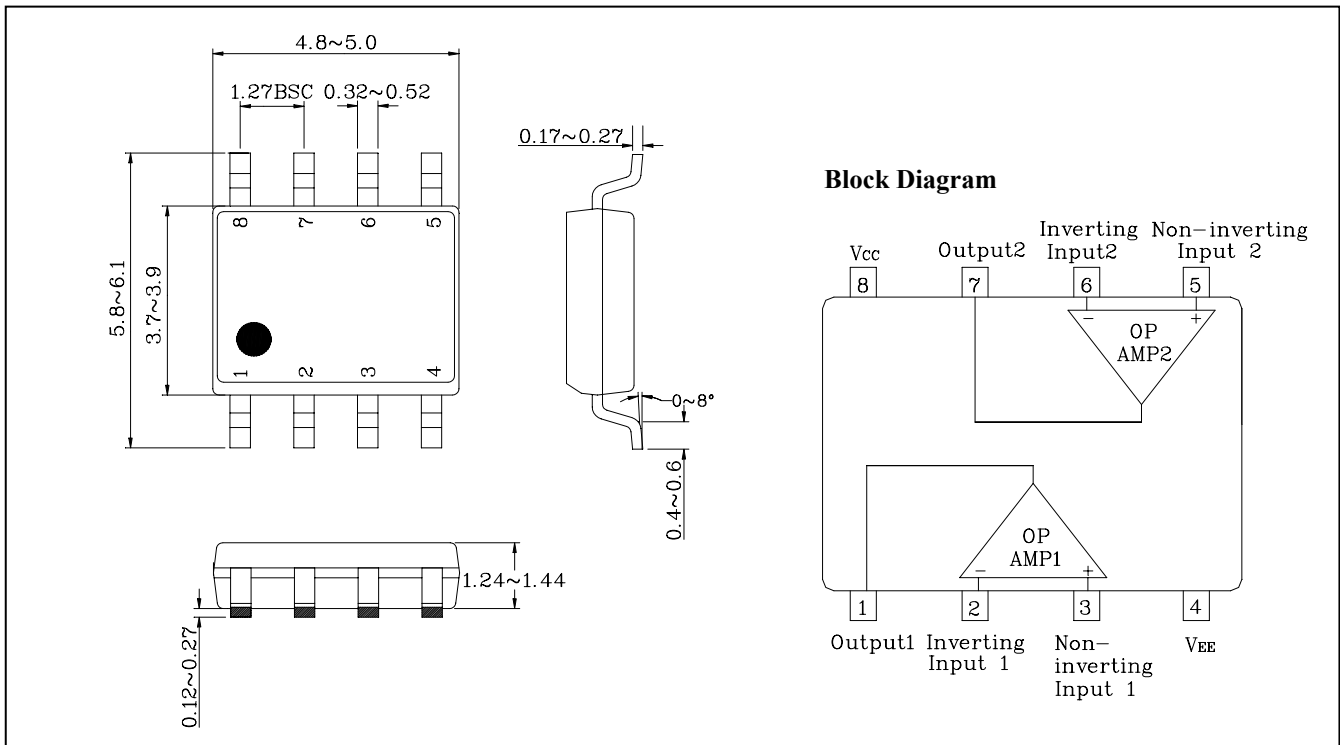 4.8~5.0
1.27BSC 0.32~0.52
0.17~0.27
5.8~6.1
3.7~3.9
8 7 6 5
1 2 3 4
0~8°
0.4~0.6
1.24~1.44
0.12~0.27
Block Diagram
Vcc
Output2
Inverting
Input2
Non-inverting
Input 2
8 7 6 5
- +
OP
AMP2
OP
AMP1
- +
1 2 3 4
Output1
Inverting
Input 1
Non-
inverting
Input 1
VEE